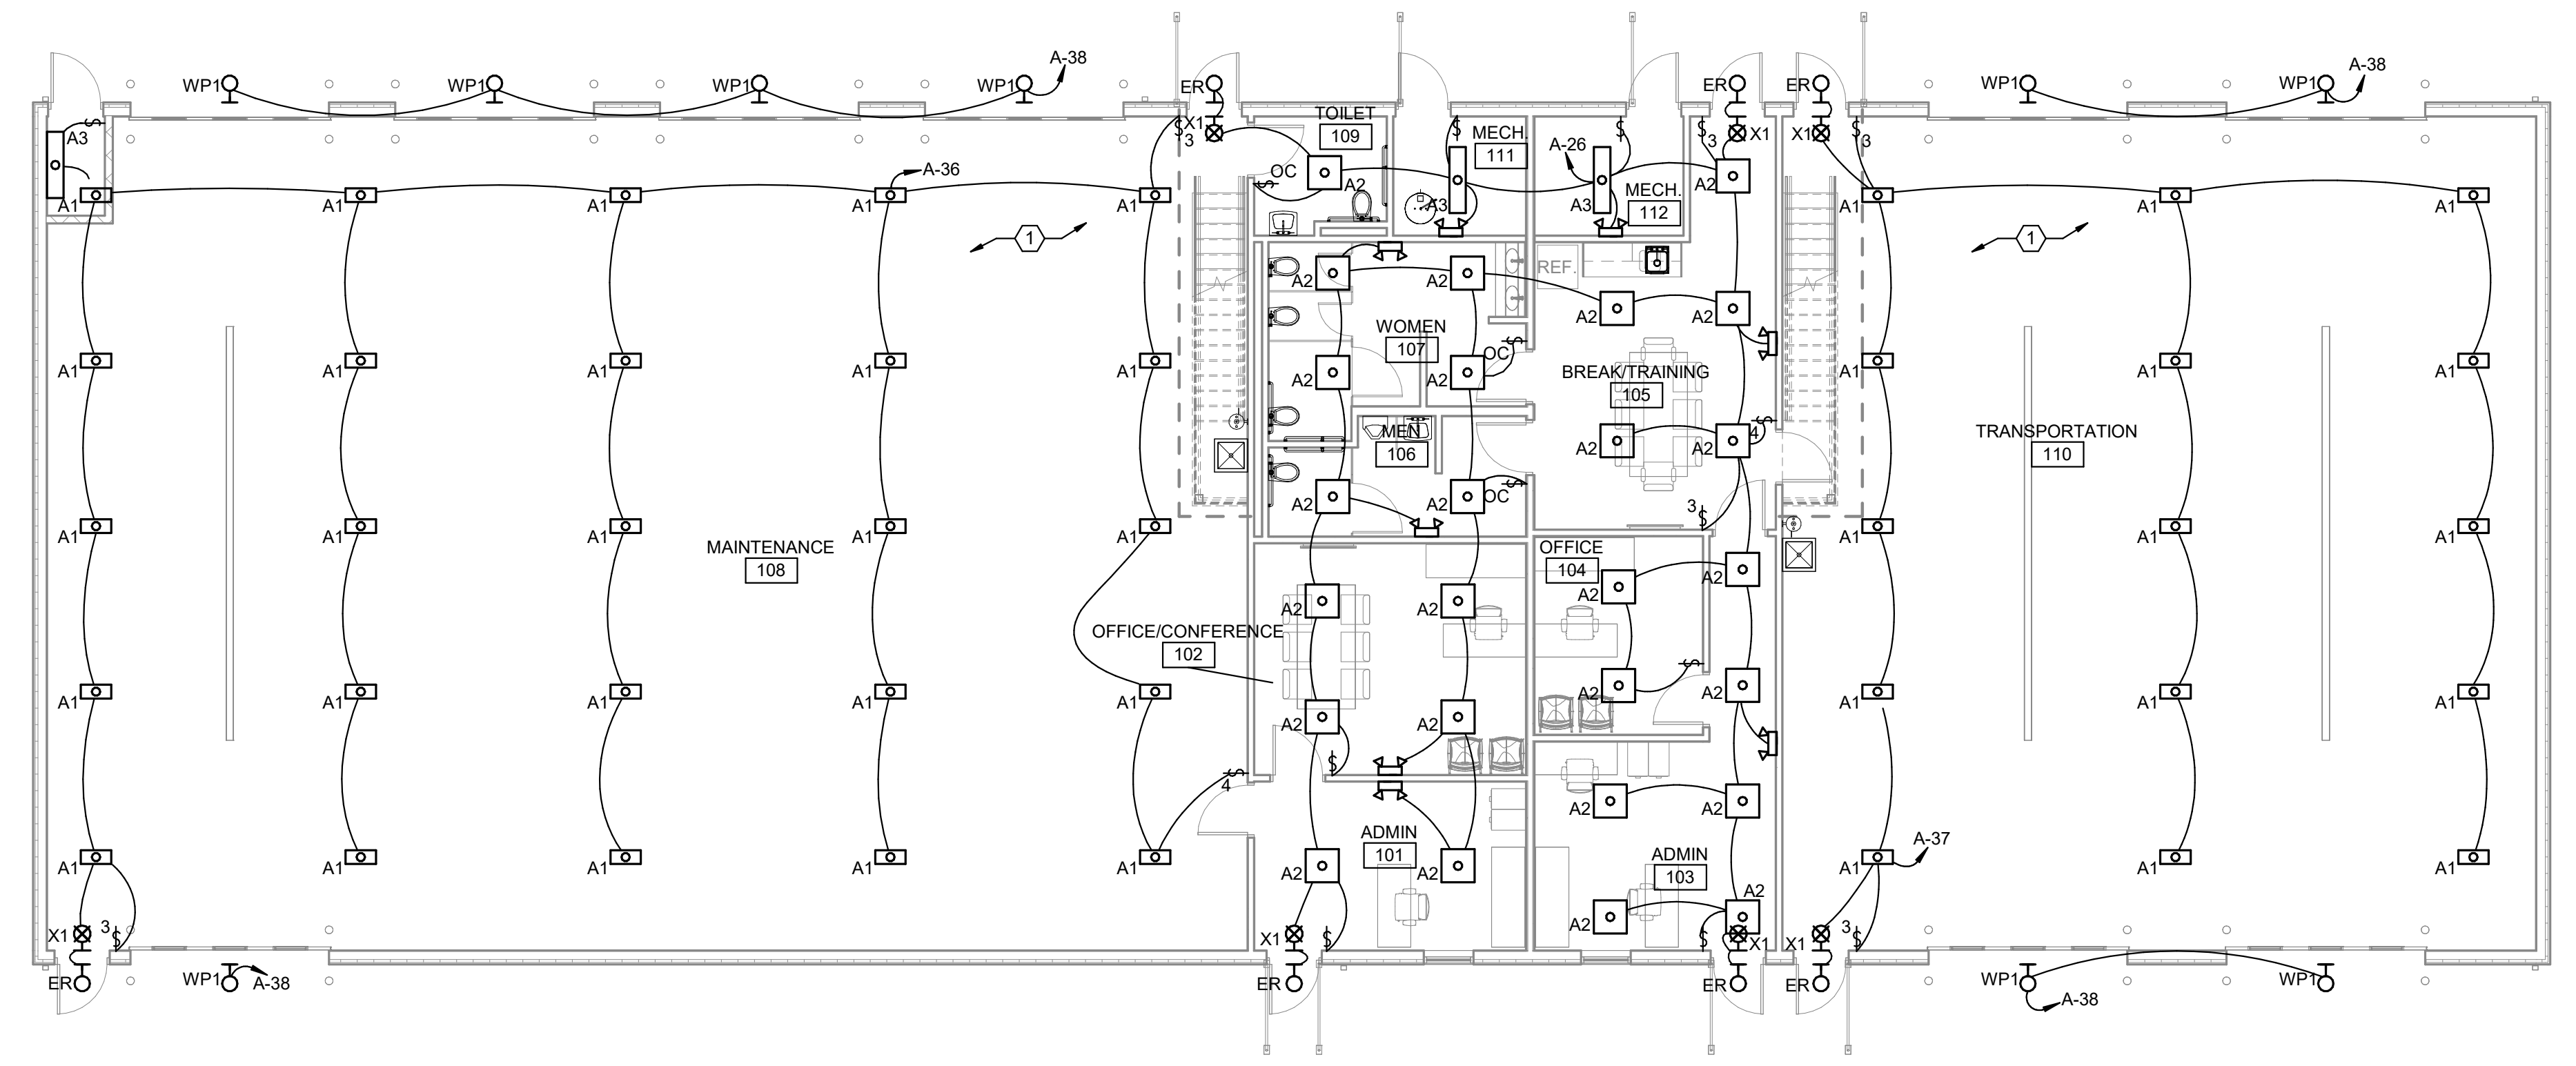 A-38
A-38
WP1
WP1
WP1
WP1
ER
ER
ER
WP1
WP1
A3
X1
3
TOILET
109
MECH.
111
A-26
3
X1
X1
3
OC
A2
A3
A3
MECH.
112
A2
A-36
A1
A1
A1
A1
A1
A1
A1
A1
1
1
REF.
A2
A2
A2
A2
WOMEN
107
OC
A1
A1
A1
A1
A1
A2
A2
BREAK/TRAINING
105
A1
A1
A1
MEN
106
A2
A2
4
TRANSPORTATION
110
A2
A2
OC
3
A1
A1
A1
A1
A1
A1
A1
A1
MAINTENANCE
108
OFFICE
104
A2
A2
A2
A2
OFFICE/CONFERENCE
102
A1
A1
A1
A1
A1
A2
A2
A1
A1
A1
A2
A2
4
A2
A2
ADMIN
101
ADMIN
103
A-37
A1
A1
A1
A1
A1
A2
A2
A1
A1
A1
A2
A2
X1
3
X1
X1
X1
3
ER
WP1
A-38
ER
ER
ER
WP1
WP1
A-38